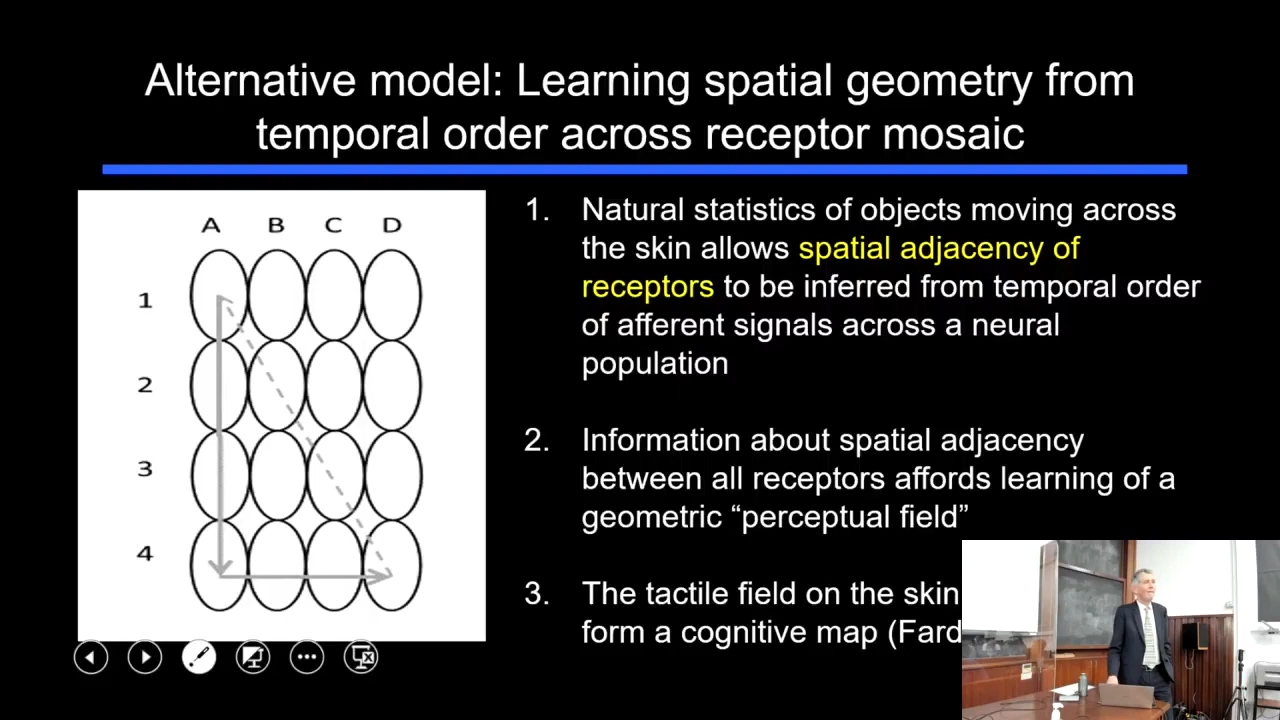 Alternative model: Learning spatial geometry from
temporal order across receptor mosaic
A B C D
1
2
3
4
1. Natural statistics of objects moving across
the skin allows spatial adjacency of
receptors to be inferred from temporal order
of afferent signals across a neural
population
2. Information about spatial adjacency
between all receptors affords learning of a
geometric “perceptual field”
3. The tactile field on the skin
form a cognitive map (Fard